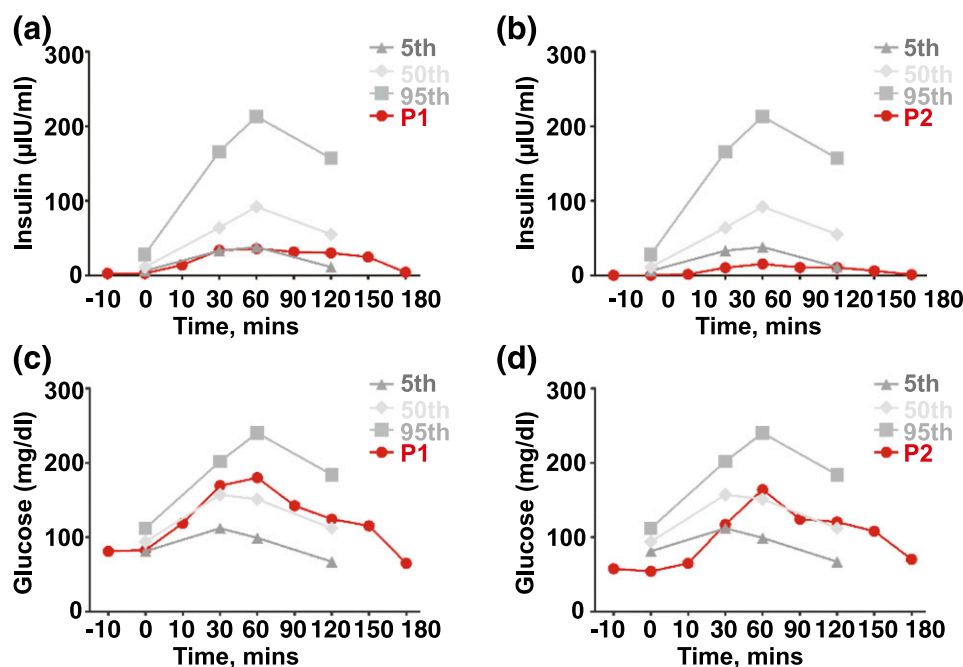 (a)
300
200
100
0
Insulin (µIU/ml)
5th
50th
95th
P1
-10 0 10 30 60 90 120 150 180
Time, mins
(b)
300
200
100
0
Insulin (µIU/ml)
5th
50th
95th
P2
-10 0 10 30 60 90 120 150 180
Time, mins
(c)
300
200
100
0
Glucose (mg/dl)
5th
50th
95th
P1
-10 0 10 30 60 90 120 150 180
Time, mins
(d)
300
200
100
0
Glucose (mg/dl)
5th
50th
95th
P2
-10 0 10 30 60 90 120 150 180
Time, mins